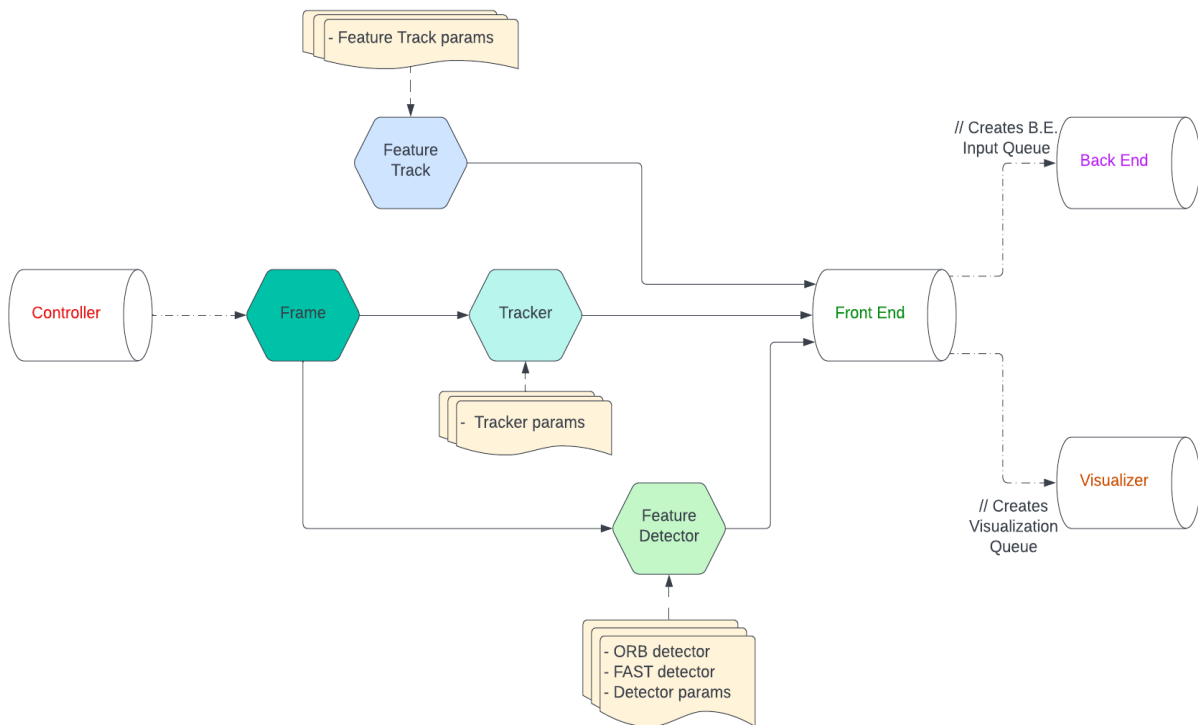 - Feature Track params
Feature
Track
// Creates B.E.
Input Queue
Back End
Controller
Frame
Tracker
Front End
-  Tracker params
Visualizer
Feature
Detector
// Creates
Visualization
Queue
- ORB detector
- FAST detector
- Detector params